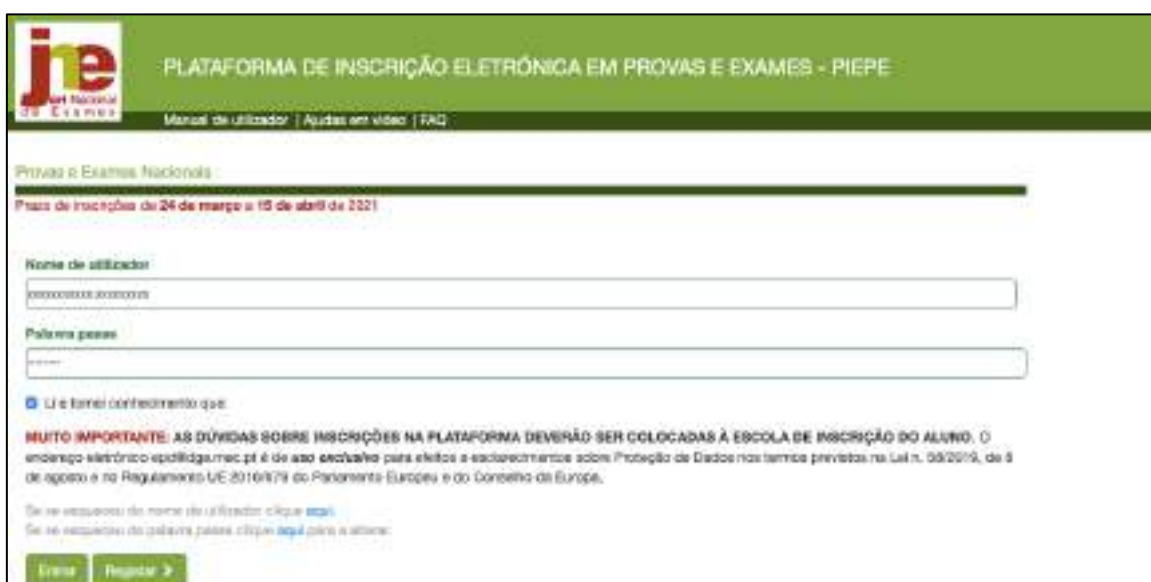 jne
Nacional
de Exames
PLATAFORMA DE INSCRIÇÃO ELETRÓNICA EM PROVAS E EXAMES - PIEPE
Manual de utilizador | Ajudas em vídeo | FAQ
Provas e Exames Nacionais
Prazo de inscrições de 24 de março a 15 de abril de 2021
Nome de utilizador
Palavra passe
Li e tomei conhecimento que:
MUITO IMPORTANTE: AS DÚVIDAS SOBRE INSCRIÇÕES NA PLATAFORMA DEVERÃO SER COLOCADAS À ESCOLA DE INSCRIÇÃO DO ALUNO. O
endereço eletrónico é de uso exclusivo para efeitos e esclarecimentos sobre Proteção de Dados nos termos previstos na Lei n. 58/2019, de 8
de agosto e no Regulamento UE 2016/679 do Parlamento Europeu e do Conselho da Europa.
Se se esqueceu do nome de utilizador clique aqui.
Se se esqueceu da palavra passe clique aqui para a alterar.
Entrar Registar >